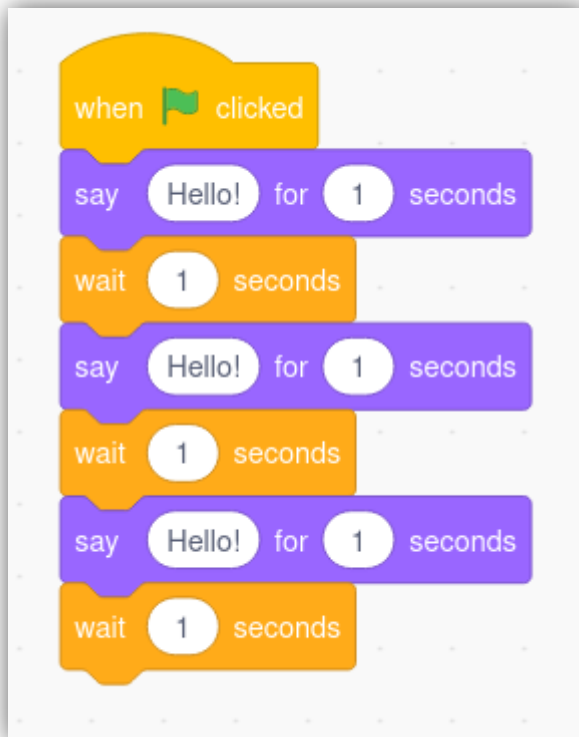 when clicked
say Hello! for 1 seconds
wait 1 seconds
say Hello! for 1 seconds
wait 1 seconds
say Hello! for 1 seconds
wait 1 seconds